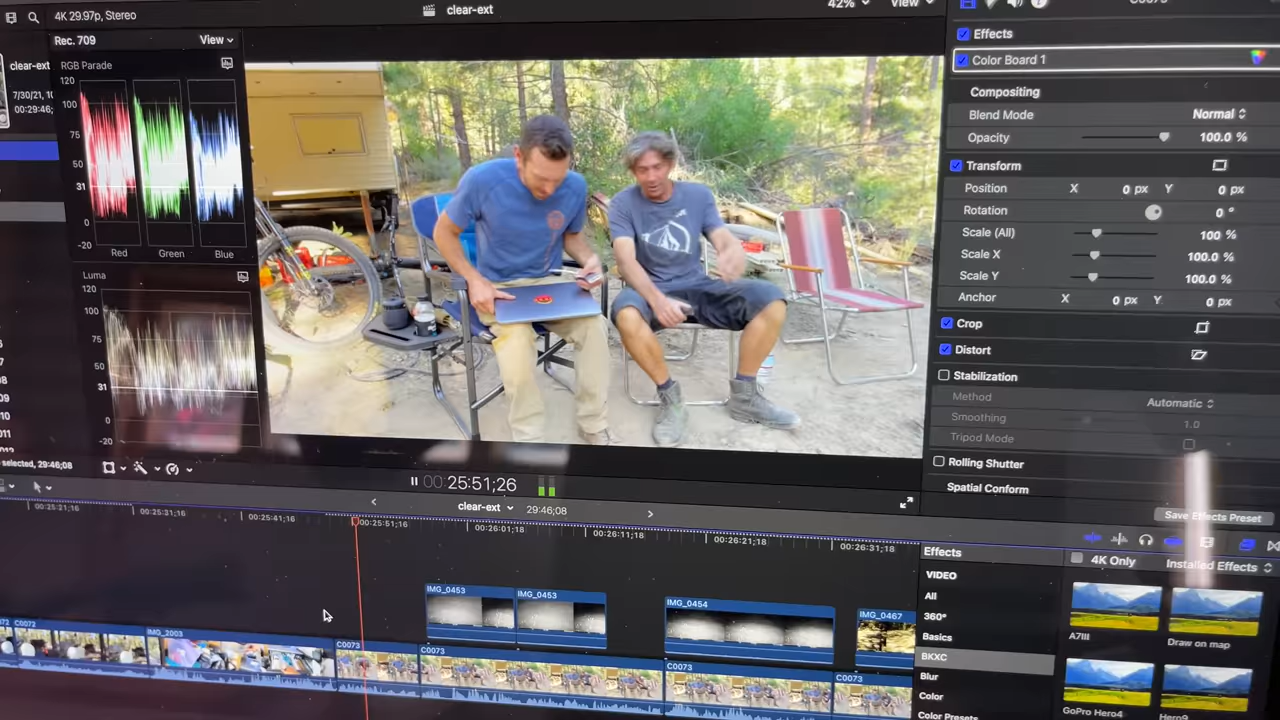 4K 29.97p, Stereo
clear-ext
42%
View
C0073
Rec. 709
View
RGB Parade
120
100
75
50
31
0
-20
Red
Green
Blue
clear-ext
7/30/21, 10
00:29:46;
Luma
120
100
75
50
31
0
-20
selected, 29:46;08
00:25:51;26
Effects
Color Board 1
Compositing
Blend Mode
Normal
Opacity
100.0 %
Transform
Position
X
0 px
Y
0 px
Rotation
0 °
Scale (All)
100 %
Scale X
100.0 %
Scale Y
100.0 %
Anchor
X
0 px
Y
0 px
Crop
Distort
Stabilization
Method
Automatic
Smoothing
1.0
Tripod Mode
Rolling Shutter
Spatial Conform
Save Effects Preset
clear-ext
29:46;08
00:25:21;16
00:25:31;16
00:25:41;16
00:25:51;16
00:26:01;18
00:26:11;18
00:26:21;18
00:26:31;18
IMG_0453
IMG_0453
IMG_0454
IMG_0467
C0072
IMG_2003
C0073
C0073
C0073
C0073
Effects
4K Only
Installed Effects
VIDEO
All
360°
Basics
BKXC
Blur
Color
Color Presets
A7III
Draw on map
GoPro Hero4
Hero9